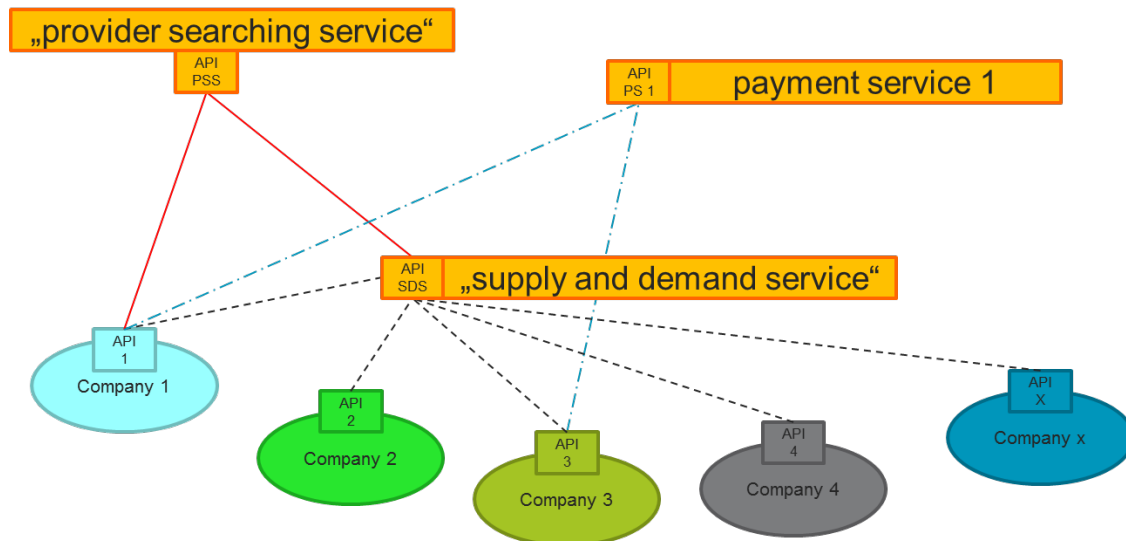 „provider searching service“
API
PSS
API
PS 1
payment service 1
API
SDS
„supply and demand service“
API
1
Company 1
API
2
Company 2
API
3
Company 3
API
4
Company 4
API
X
Company x